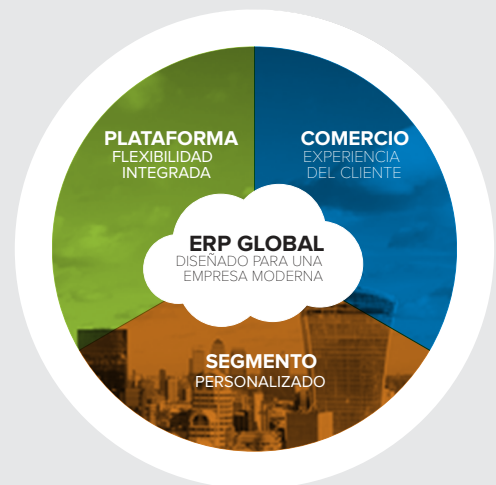 PLATAFORMA
FLEXIBILIDAD
INTEGRADA
COMERCIO
EXPERIENCIA
DEL CLIENTE
ERP GLOBAL
DISEÑADO PARA UNA
EMPRESA MODERNA
SEGMENTO
PERSONALIZADO